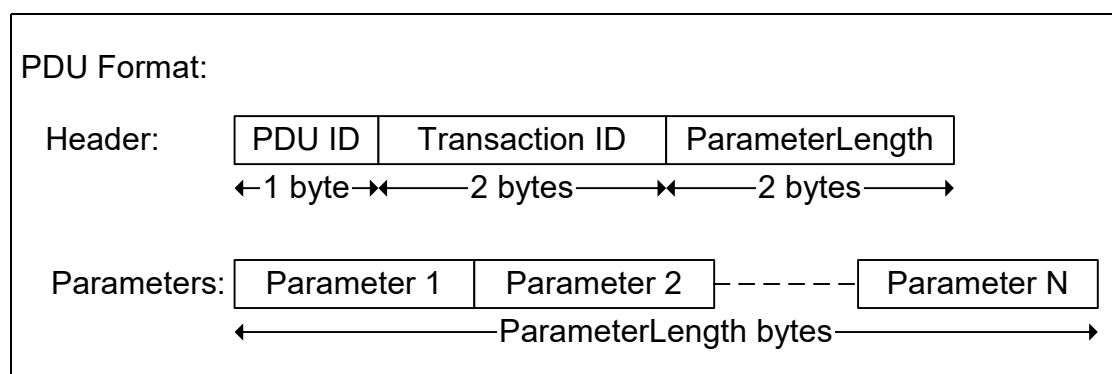 PDU Format:
Header: PDU ID Transaction ID ParameterLength
1 byte 2 bytes 2 bytes
Parameters: Parameter 1 Parameter 2 Parameter N
ParameterLength bytes